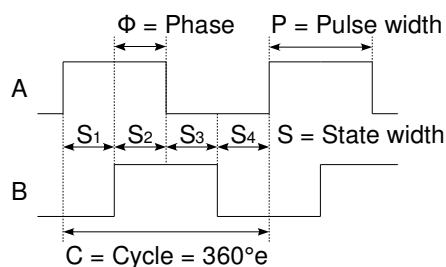 Φ = Phase P = Pulse width
A
S1 S2 S3 S4 S = State width
B
C = Cycle = 360°e